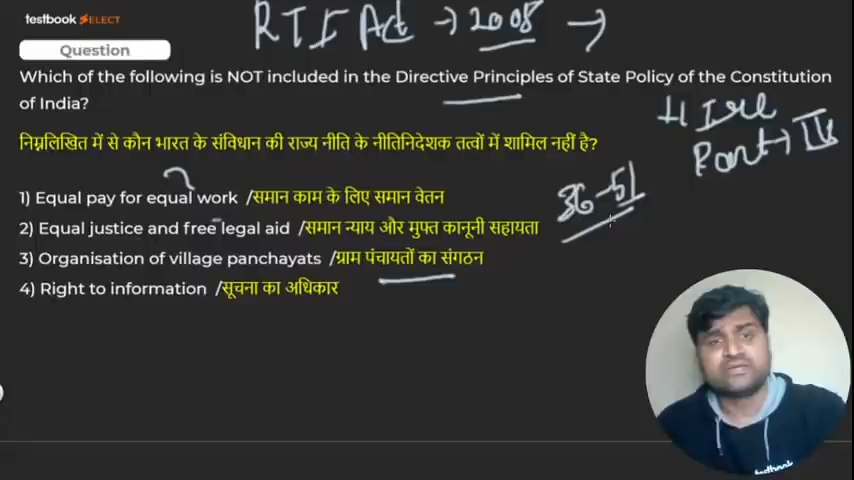 testbook SELECT
RTI Act → 2008 →
Question
Which of the following is NOT included in the Directive Principles of State Policy of the Constitution
of India?
निम्नलिखित में से कौन भारत के संविधान की राज्य नीति के नीतिनिदेशक तत्वों में शामिल नहीं है?
Part → IV
1) Equal pay for equal work /समान काम के लिए समान वेतन
36-51
2) Equal justice and free legal aid /समान न्याय और मुफ्त कानूनी सहायता
3) Organisation of village panchayats /ग्राम पंचायतों का संगठन
4) Right to information /सूचना का अधिकार
testbook